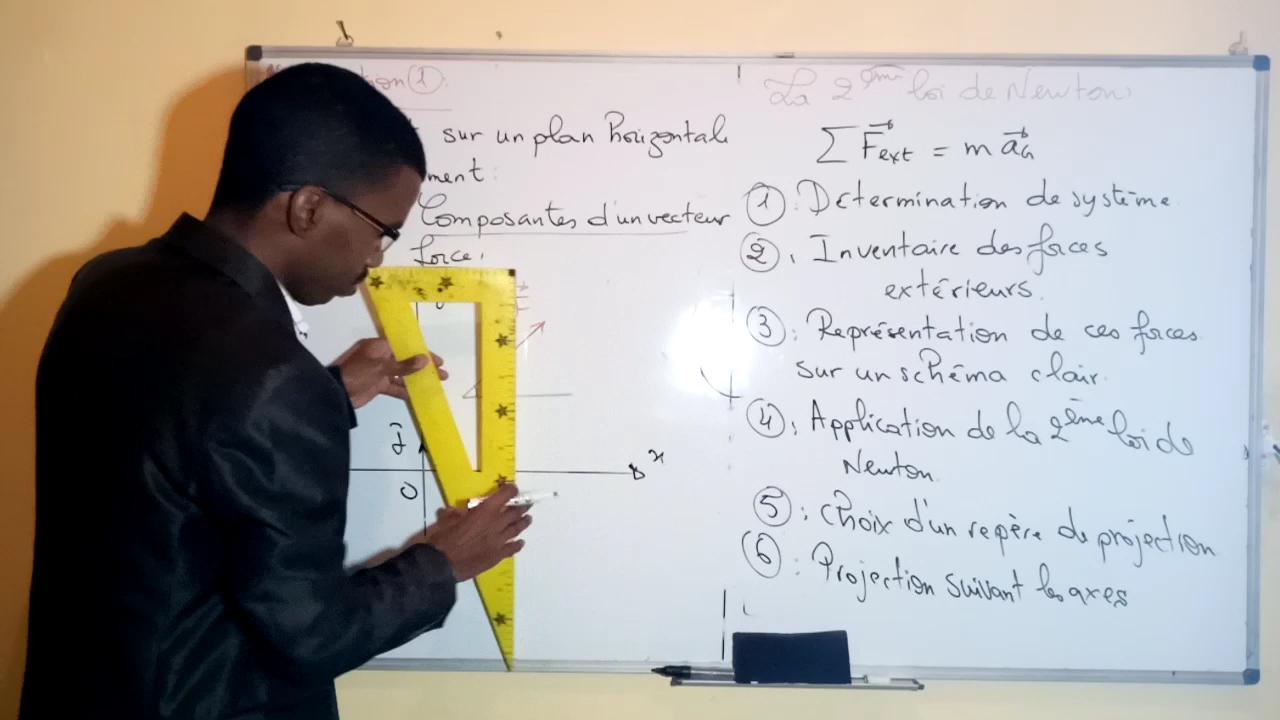 tion ①.
sur un plan horizontale
ment:
Composantes d'un vecteur
force.
J
O
x
La 2ème loi de Newton
∑ F⃗ext = m a⃗G
①. Détermination de système.
②. Inventaire des forces
extérieurs.
③: Représentation de ces forces
sur un schéma clair.
④: Application de la 2ème loi de
Newton.
⑤: Choix d'un repère de projection
⑥: Projection suivant les axes